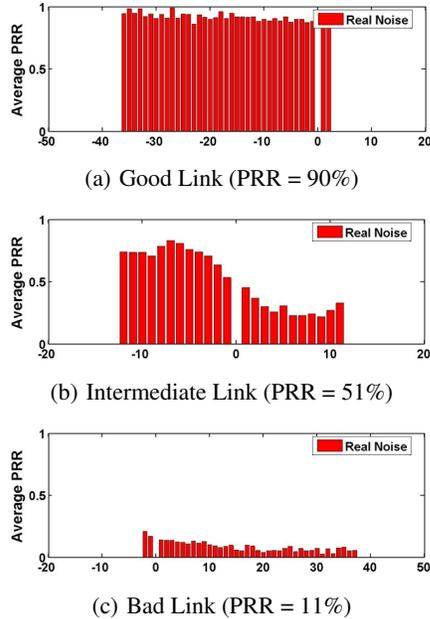 1
Real Noise
Average PRR
0.5
0
-50 -40 -30 -20 -10 0 10 20
(a) Good Link (PRR = 90%)
1
Real Noise
Average PRR
0.5
0
-20 -10 0 10 20
(b) Intermediate Link (PRR = 51%)
1
Real Noise
Average PRR
0.5
0
-20 -10 0 10 20 30 40 50
(c) Bad Link (PRR = 11%)